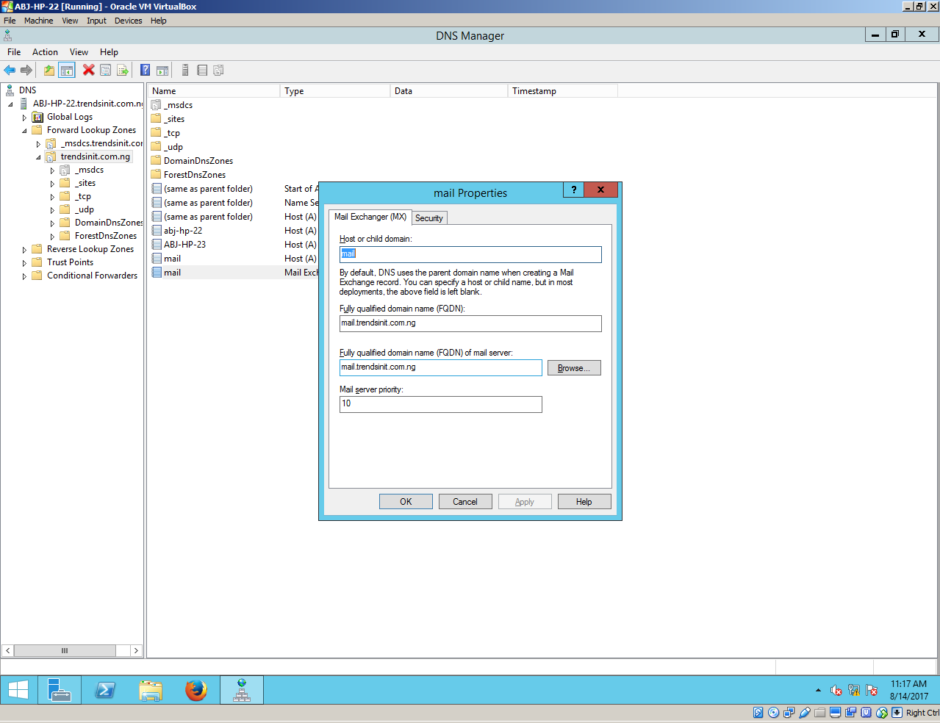 ABJ-HP-22 [Running] - Oracle VM VirtualBox
File Machine View Input Devices Help
DNS Manager
File Action View Help
DNS
ABJ-HP-22.trendsinit.com.n
Global Logs
Forward Lookup Zones
_msdcs.trendsinit.cor
trendsinit.com.ng
_msdcs
_sites
_tcp
_udp
DomainDnsZones
ForestDnsZones
Reverse Lookup Zones
Trust Points
Conditional Forwarders
Name Type Data Timestamp
_msdcs
_sites
_tcp
_udp
DomainDnsZones
ForestDnsZones
(same as parent folder) Start of A
(same as parent folder) Name Se
(same as parent folder) Host (A)
abj-hp-22 Host (A)
ABJ-HP-23 Host (A)
mail Host (A)
mail Mail Exch
mail Properties
? X
Mail Exchanger (MX) Security
Host or child domain:
mail
By default, DNS uses the parent domain name when creating a Mail
Exchange record. You can specify a host or child name, but in most
deployments, the above field is left blank.
Fully qualified domain name (FQDN):
mail.trendsinit.com.ng
Fully qualified domain name (FQDN) of mail server:
mail.trendsinit.com.ng
Browse...
Mail server priority:
10
OK Cancel Apply Help
11:17 AM
8/14/2017
Right Ctrl